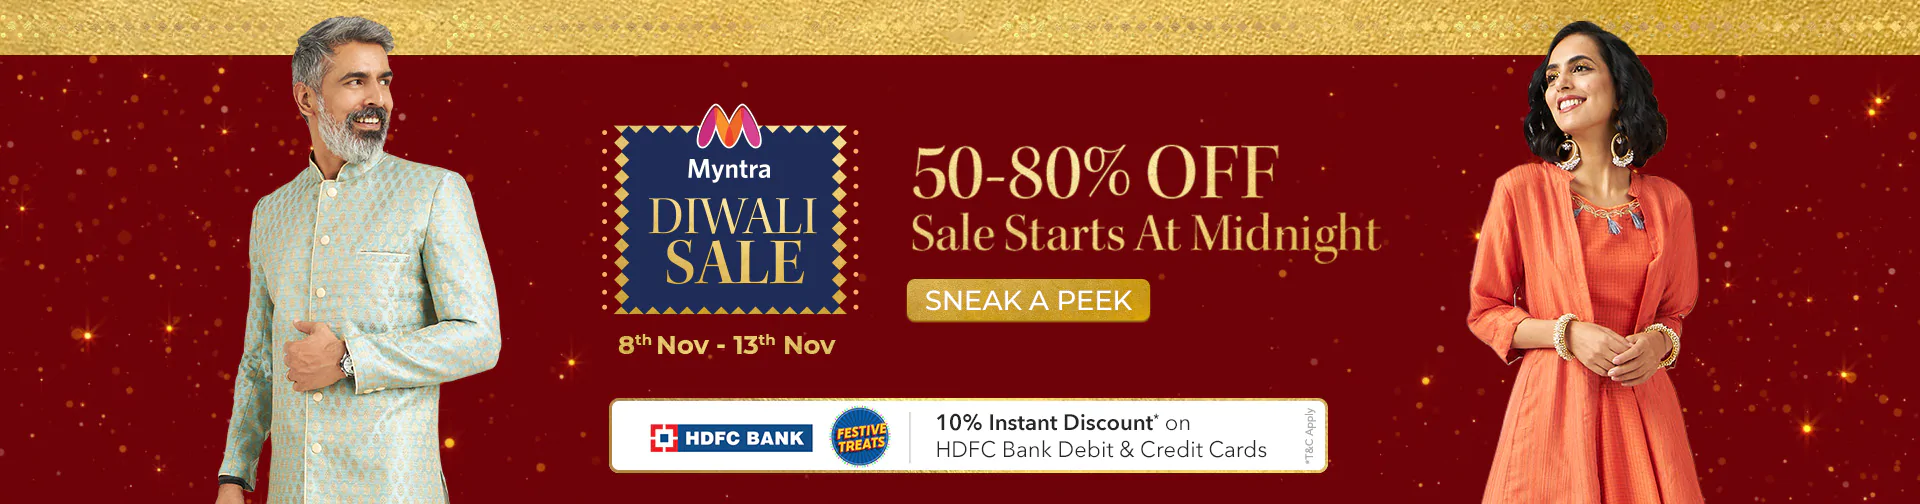 Myntra
DIWALI
SALE
8th Nov - 13th Nov
50-80% OFF
Sale Starts At Midnight
SNEAK A PEEK
HDFC BANK
FESTIVE
TREATS
10% Instant Discount* on
HDFC Bank Debit & Credit Cards
*T&C Apply